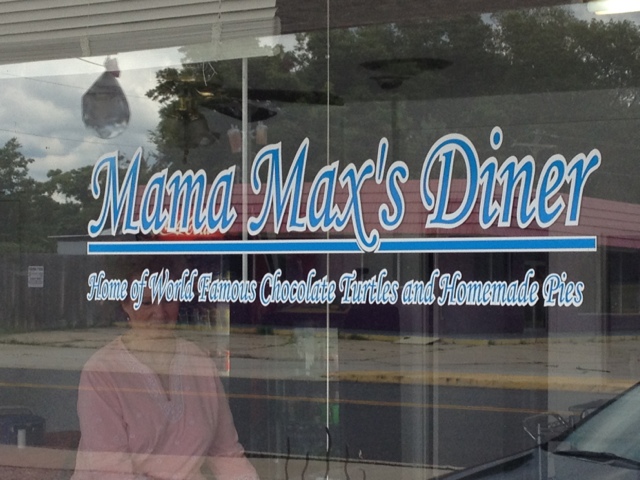 Mama Max's Diner
Home of World Famous Chocolate Turtles and Homemade Pies